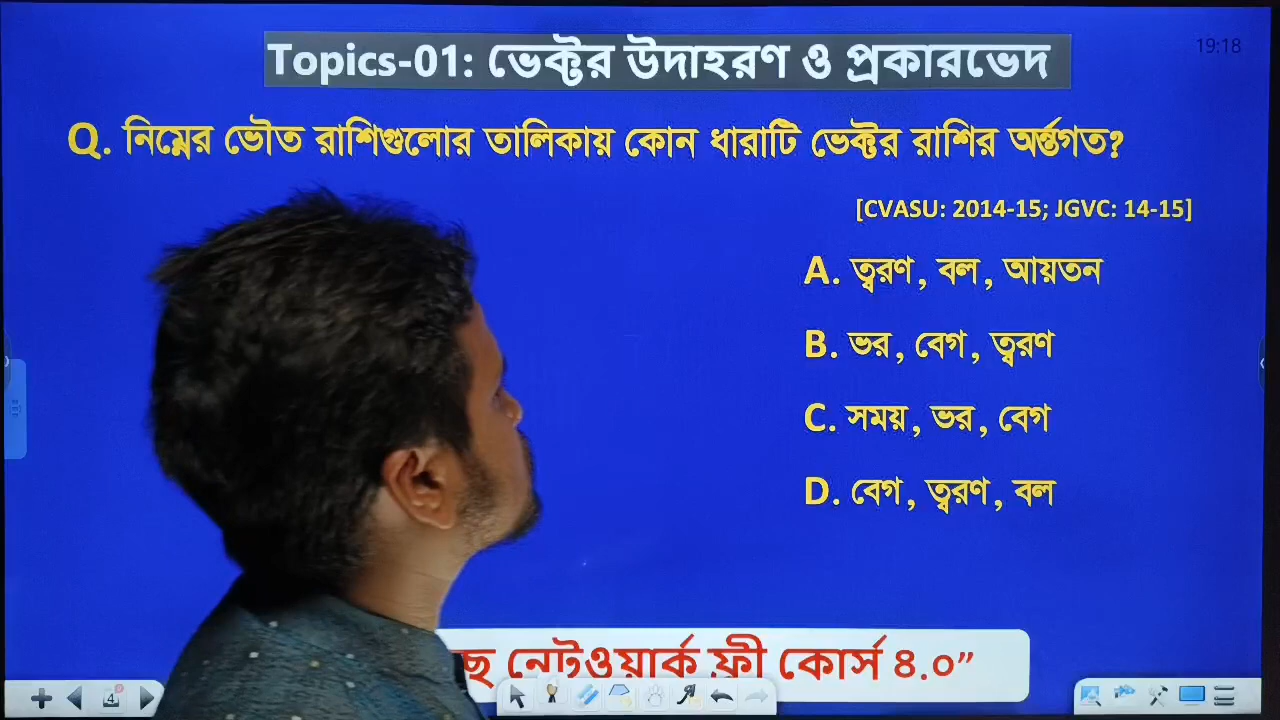 Topics-01: ভেক্টর উদাহরণ ও প্রকারভেদ
19:18
Q. নিম্নের ভৌত রাশিগুলোর তালিকায় কোন ধারাটি ভেক্টর রাশির অর্ন্তগত?
[CVASU: 2014-15; JGVC: 14-15]
A. ত্বরণ, বল, আয়তন
B. ভর, বেগ, ত্বরণ
C. সময়, ভর, বেগ
D. বেগ, ত্বরণ, বল
নেটওয়ার্ক ফ্রী কোর্স ৪.০”
4